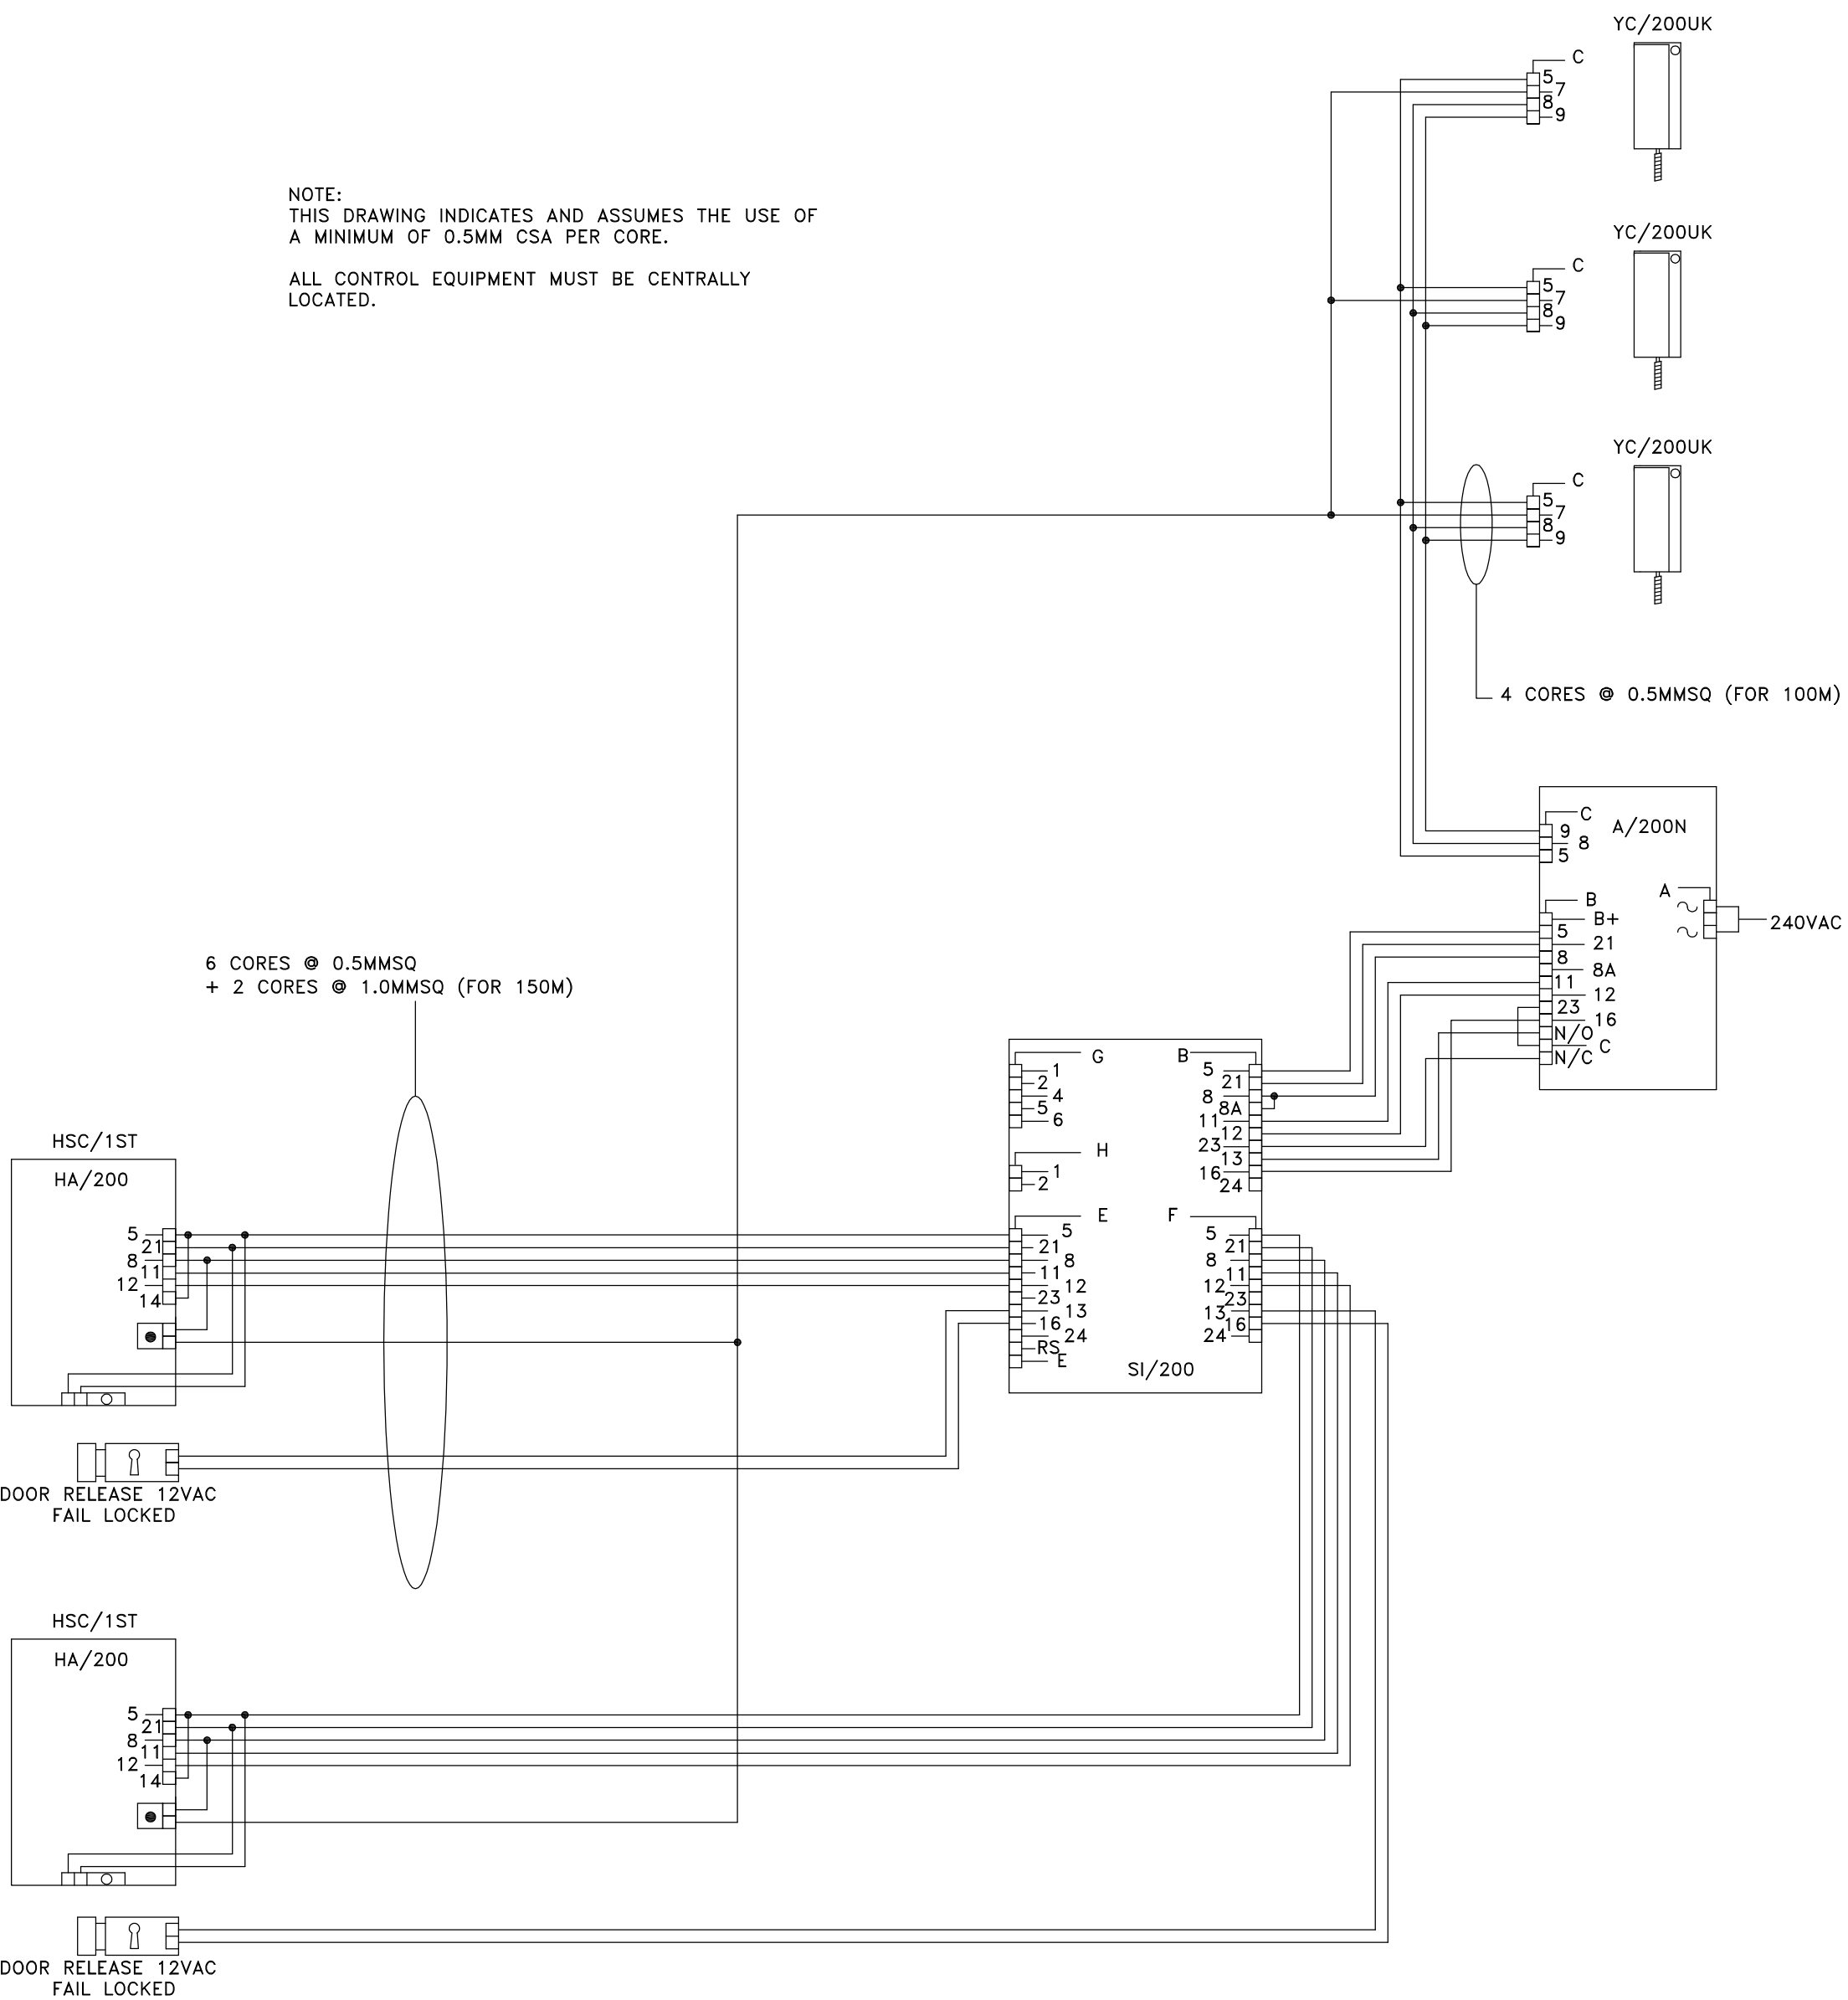 YC/200UK
C
5
7
8
9
NOTE:
THIS DRAWING INDICATES AND ASSUMES THE USE OF
A MINIMUM OF 0.5MM CSA PER CORE.
ALL CONTROL EQUIPMENT MUST BE CENTRALLY
LOCATED.
YC/200UK
C
5
7
8
9
YC/200UK
C
5
7
8
9
4 CORES @ 0.5MMSQ (FOR 100M)
A/200N
C
9
8
5
B
B+
5
21
8
8A
11
12
23
16
N/O
C
N/C
A
240VAC
6 CORES @ 0.5MMSQ
+ 2 CORES @ 1.0MMSQ (FOR 150M)
G
1
2
4
5
6
H
1
2
E
5
21
8
11
12
23
13
16
24
RS
E
B
5
21
8
8A
11
12
23
13
16
24
F
5
21
8
11
12
23
13
16
24
SI/200
HSC/1ST
HA/200
5
21
8
11
12
14
DOOR RELEASE 12VAC
FAIL LOCKED
HSC/1ST
HA/200
5
21
8
11
12
14
DOOR RELEASE 12VAC
FAIL LOCKED